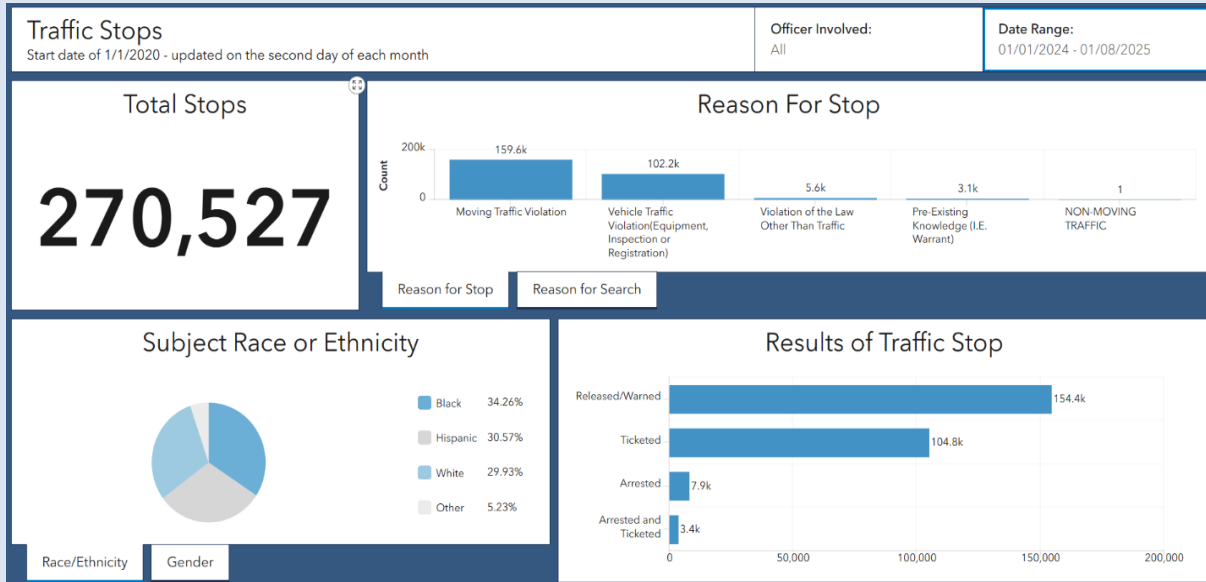 Traffic Stops
Start date of 1/1/2020 - updated on the second day of each month
Officer Involved:
All
Date Range:
01/01/2024 - 01/08/2025
Total Stops
270,527
Reason For Stop
Count
200k
0
159.6k
102.2k
5.6k
3.1k
1
Moving Traffic Violation
Vehicle Traffic
Violation(Equipment,
Inspection or
Registration)
Violation of the Law
Other Than Traffic
Pre-Existing
Knowledge (I.E.
Warrant)
NON-MOVING
TRAFFIC
Reason for Stop
Reason for Search
Subject Race or Ethnicity
Black 34.26%
Hispanic 30.57%
White 29.93%
Other 5.23%
Race/Ethnicity
Gender
Results of Traffic Stop
Released/Warned
154.4k
Ticketed
104.8k
Arrested
7.9k
Arrested and
Ticketed
3.4k
0
50,000
100,000
150,000
200,000